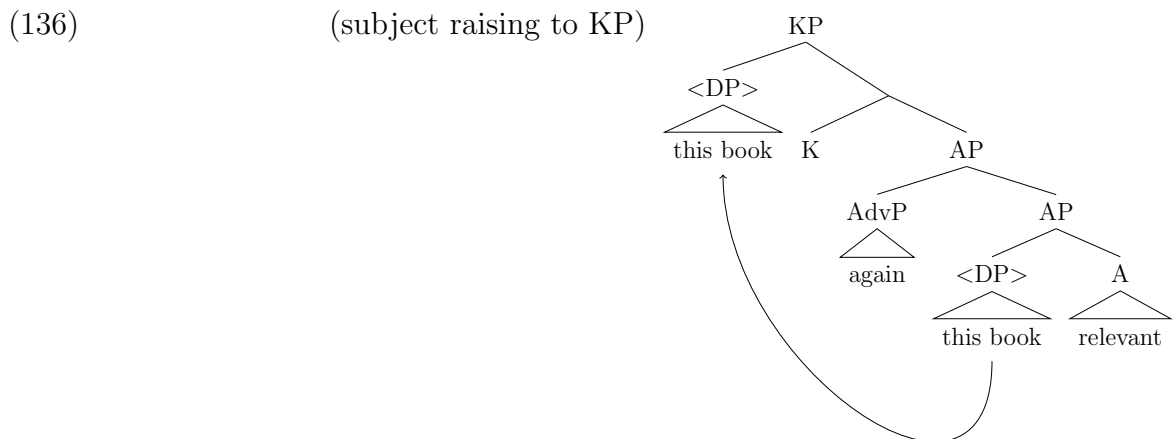 (136) (subject raising to KP) KP
<DP>
this book K AP
AdvP AP
again <DP> A
this book relevant